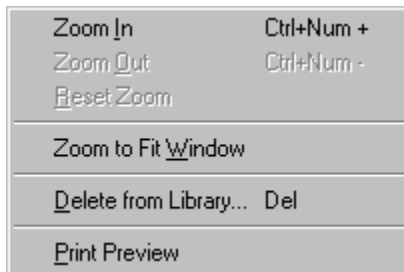 Zoom In Ctrl+Num +
Zoom Out Ctrl+Num -
Reset Zoom
Zoom to Fit Window
Delete from Library... Del
Print Preview